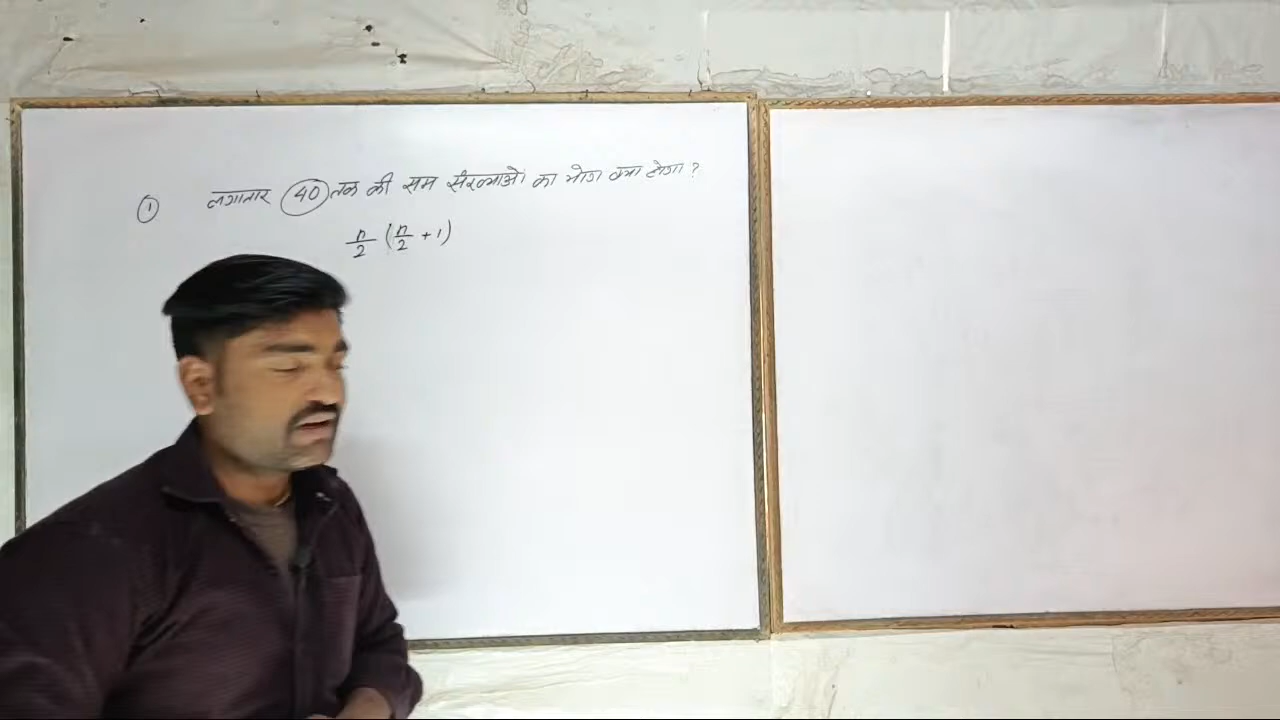 ① लगातार 40 तक की सम संख्याओं का योग क्या होगा ?
n/2 (n/2 + 1)